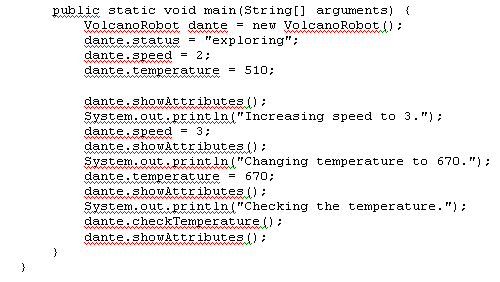 public static void main(String[] arguments) {
VolcanoRobot dante = new VolcanoRobot();
dante.status = "exploring";
dante.speed = 2;
dante.temperature = 510;
dante.showAttributes();
System.out.println("Increasing speed to 3.");
dante.speed = 3;
dante.showAttributes();
System.out.println("Changing temperature to 670.");
dante.temperature = 670;
dante.showAttributes();
System.out.println("Checking the temperature.");
dante.checkTemperature();
dante.showAttributes();
}
}